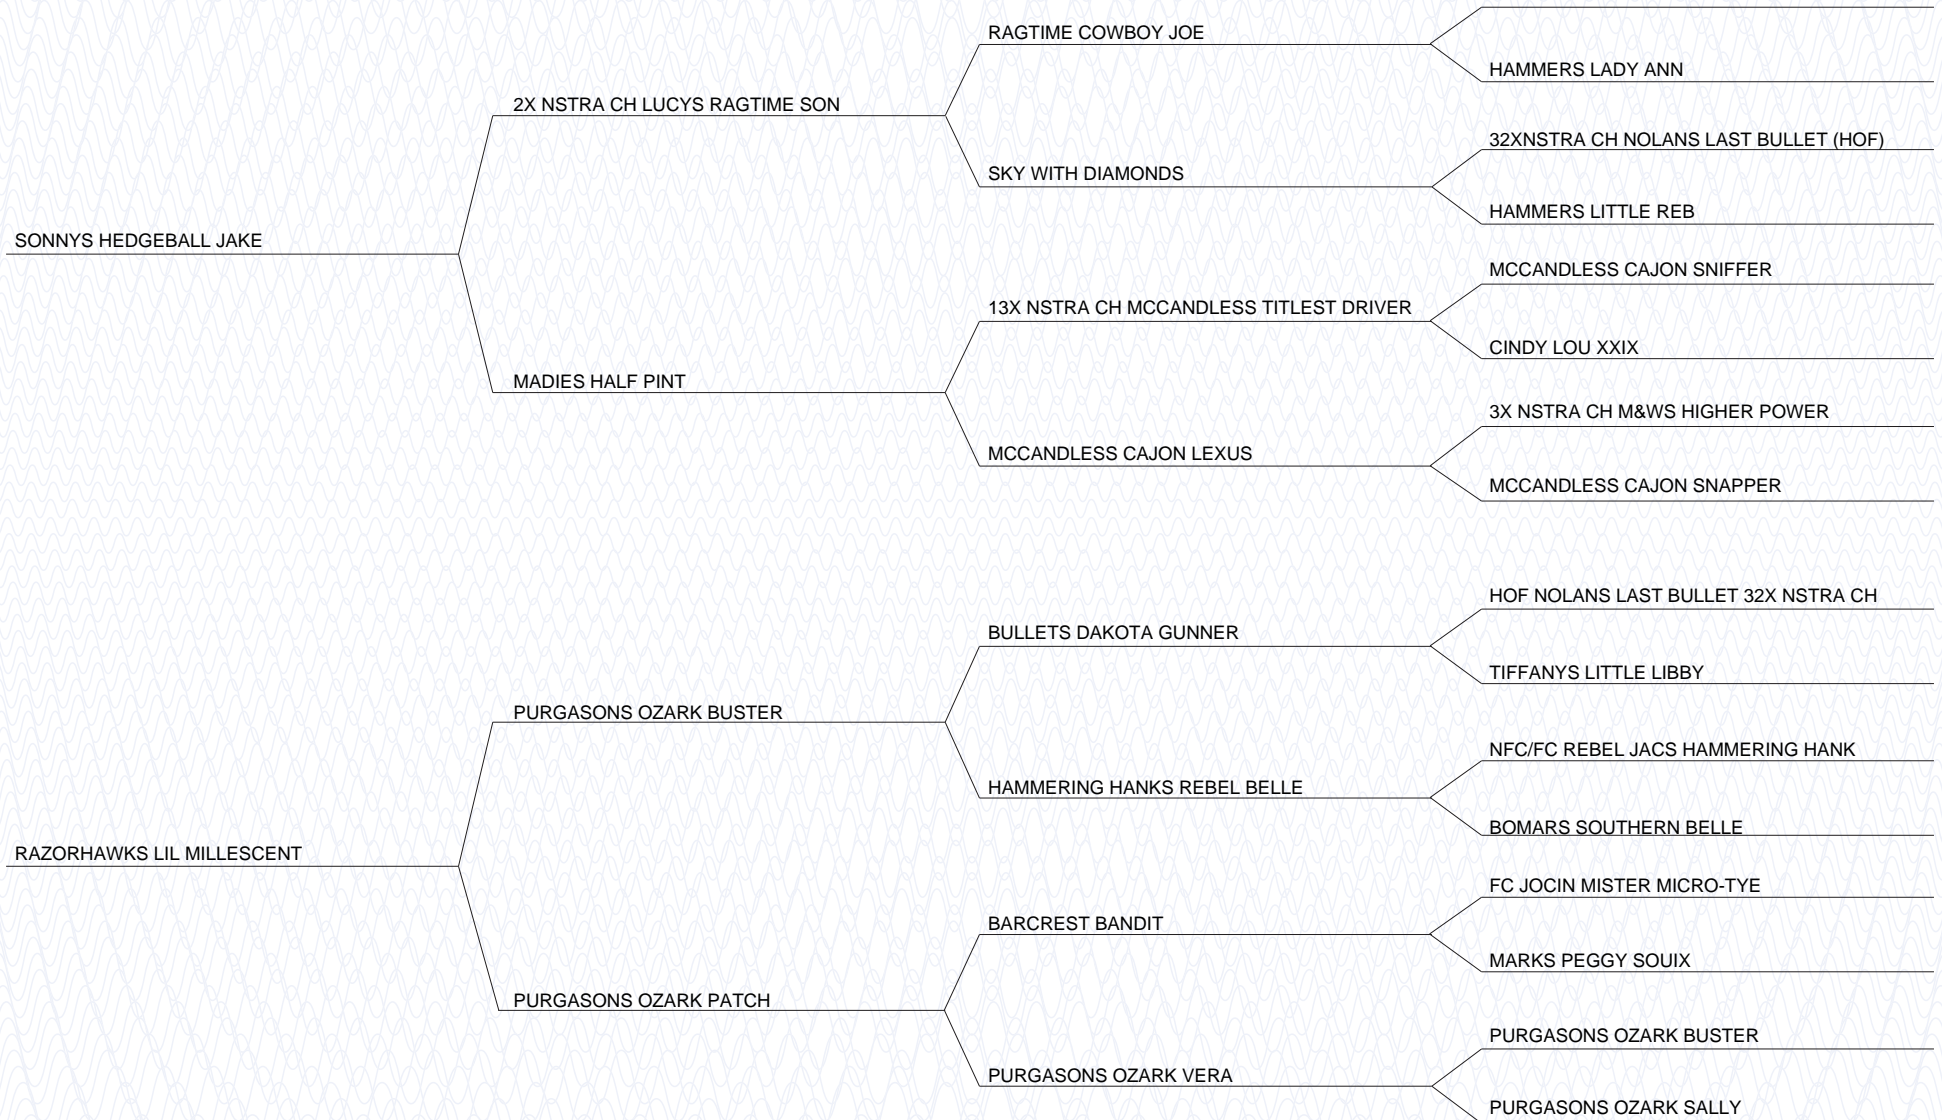 RAGTIME COWBOY JOE
HAMMERS LADY ANN
2X NSTRA CH LUCYS RAGTIME SON
32XNSTRA CH NOLANS LAST BULLET (HOF)
SKY WITH DIAMONDS
HAMMERS LITTLE REB
SONNYS HEDGEBALL JAKE
MCCANDLESS CAJON SNIFFER
13X NSTRA CH MCCANDLESS TITLEST DRIVER
CINDY LOU XXIX
MADIES HALF PINT
3X NSTRA CH M&WS HIGHER POWER
MCCANDLESS CAJON LEXUS
MCCANDLESS CAJON SNAPPER
HOF NOLANS LAST BULLET 32X NSTRA CH
BULLETS DAKOTA GUNNER
TIFFANYS LITTLE LIBBY
PURGASONS OZARK BUSTER
NFC/FC REBEL JACS HAMMERING HANK
HAMMERING HANKS REBEL BELLE
BOMARS SOUTHERN BELLE
RAZORHAWKS LIL MILLESCENT
FC JOCIN MISTER MICRO-TYE
BARCREST BANDIT
MARKS PEGGY SOUIX
PURGASONS OZARK PATCH
PURGASONS OZARK BUSTER
PURGASONS OZARK VERA
PURGASONS OZARK SALLY